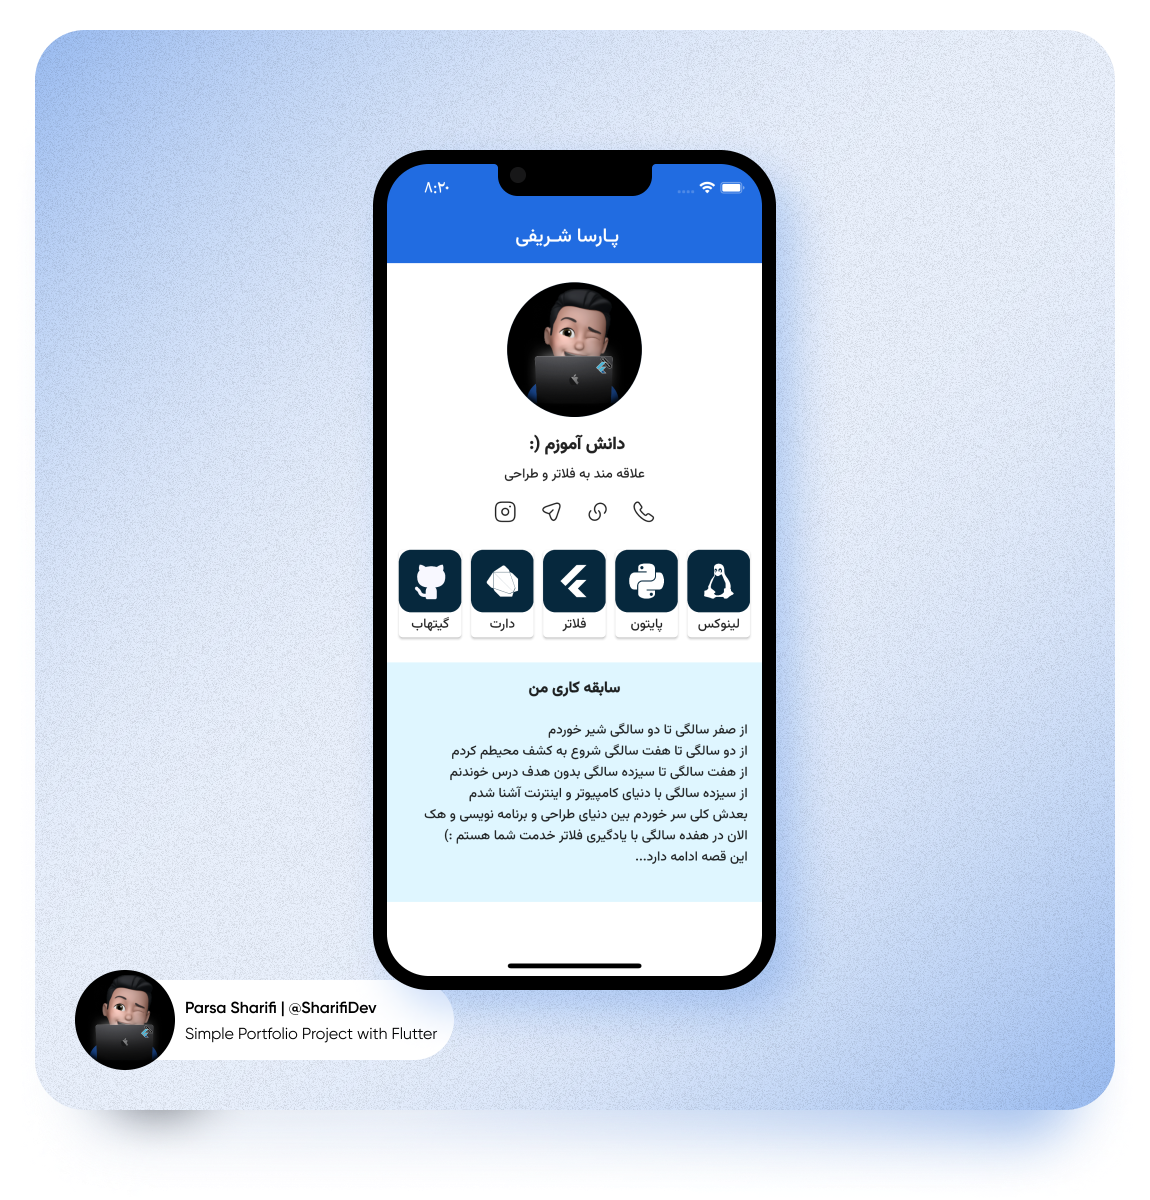 ۸:۲۰
پـارسا شـریفی
دانش آموزم (:
علاقه مند به فلاتر و طراحی
لینوکس
پایتون
فلاتر
دارت
گیتهاب
سابقه کاری من
از صفر سالگی تا دو سالگی شیر خوردم
از دو سالگی تا هفت سالگی شروع به کشف محیطم کردم
از هفت سالگی تا سیزده سالگی بدون هدف درس خوندنم
از سیزده سالگی با دنیای کامپیوتر و اینترنت آشنا شدم
بعدش کلی سر خوردم بین دنیای طراحی و برنامه نویسی و هک
الان در هفده سالگی با یادگیری فلاتر خدمت شما هستم :)
این قصه ادامه دارد...
Parsa Sharifi | @SharifiDev
Simple Portfolio Project with Flutter